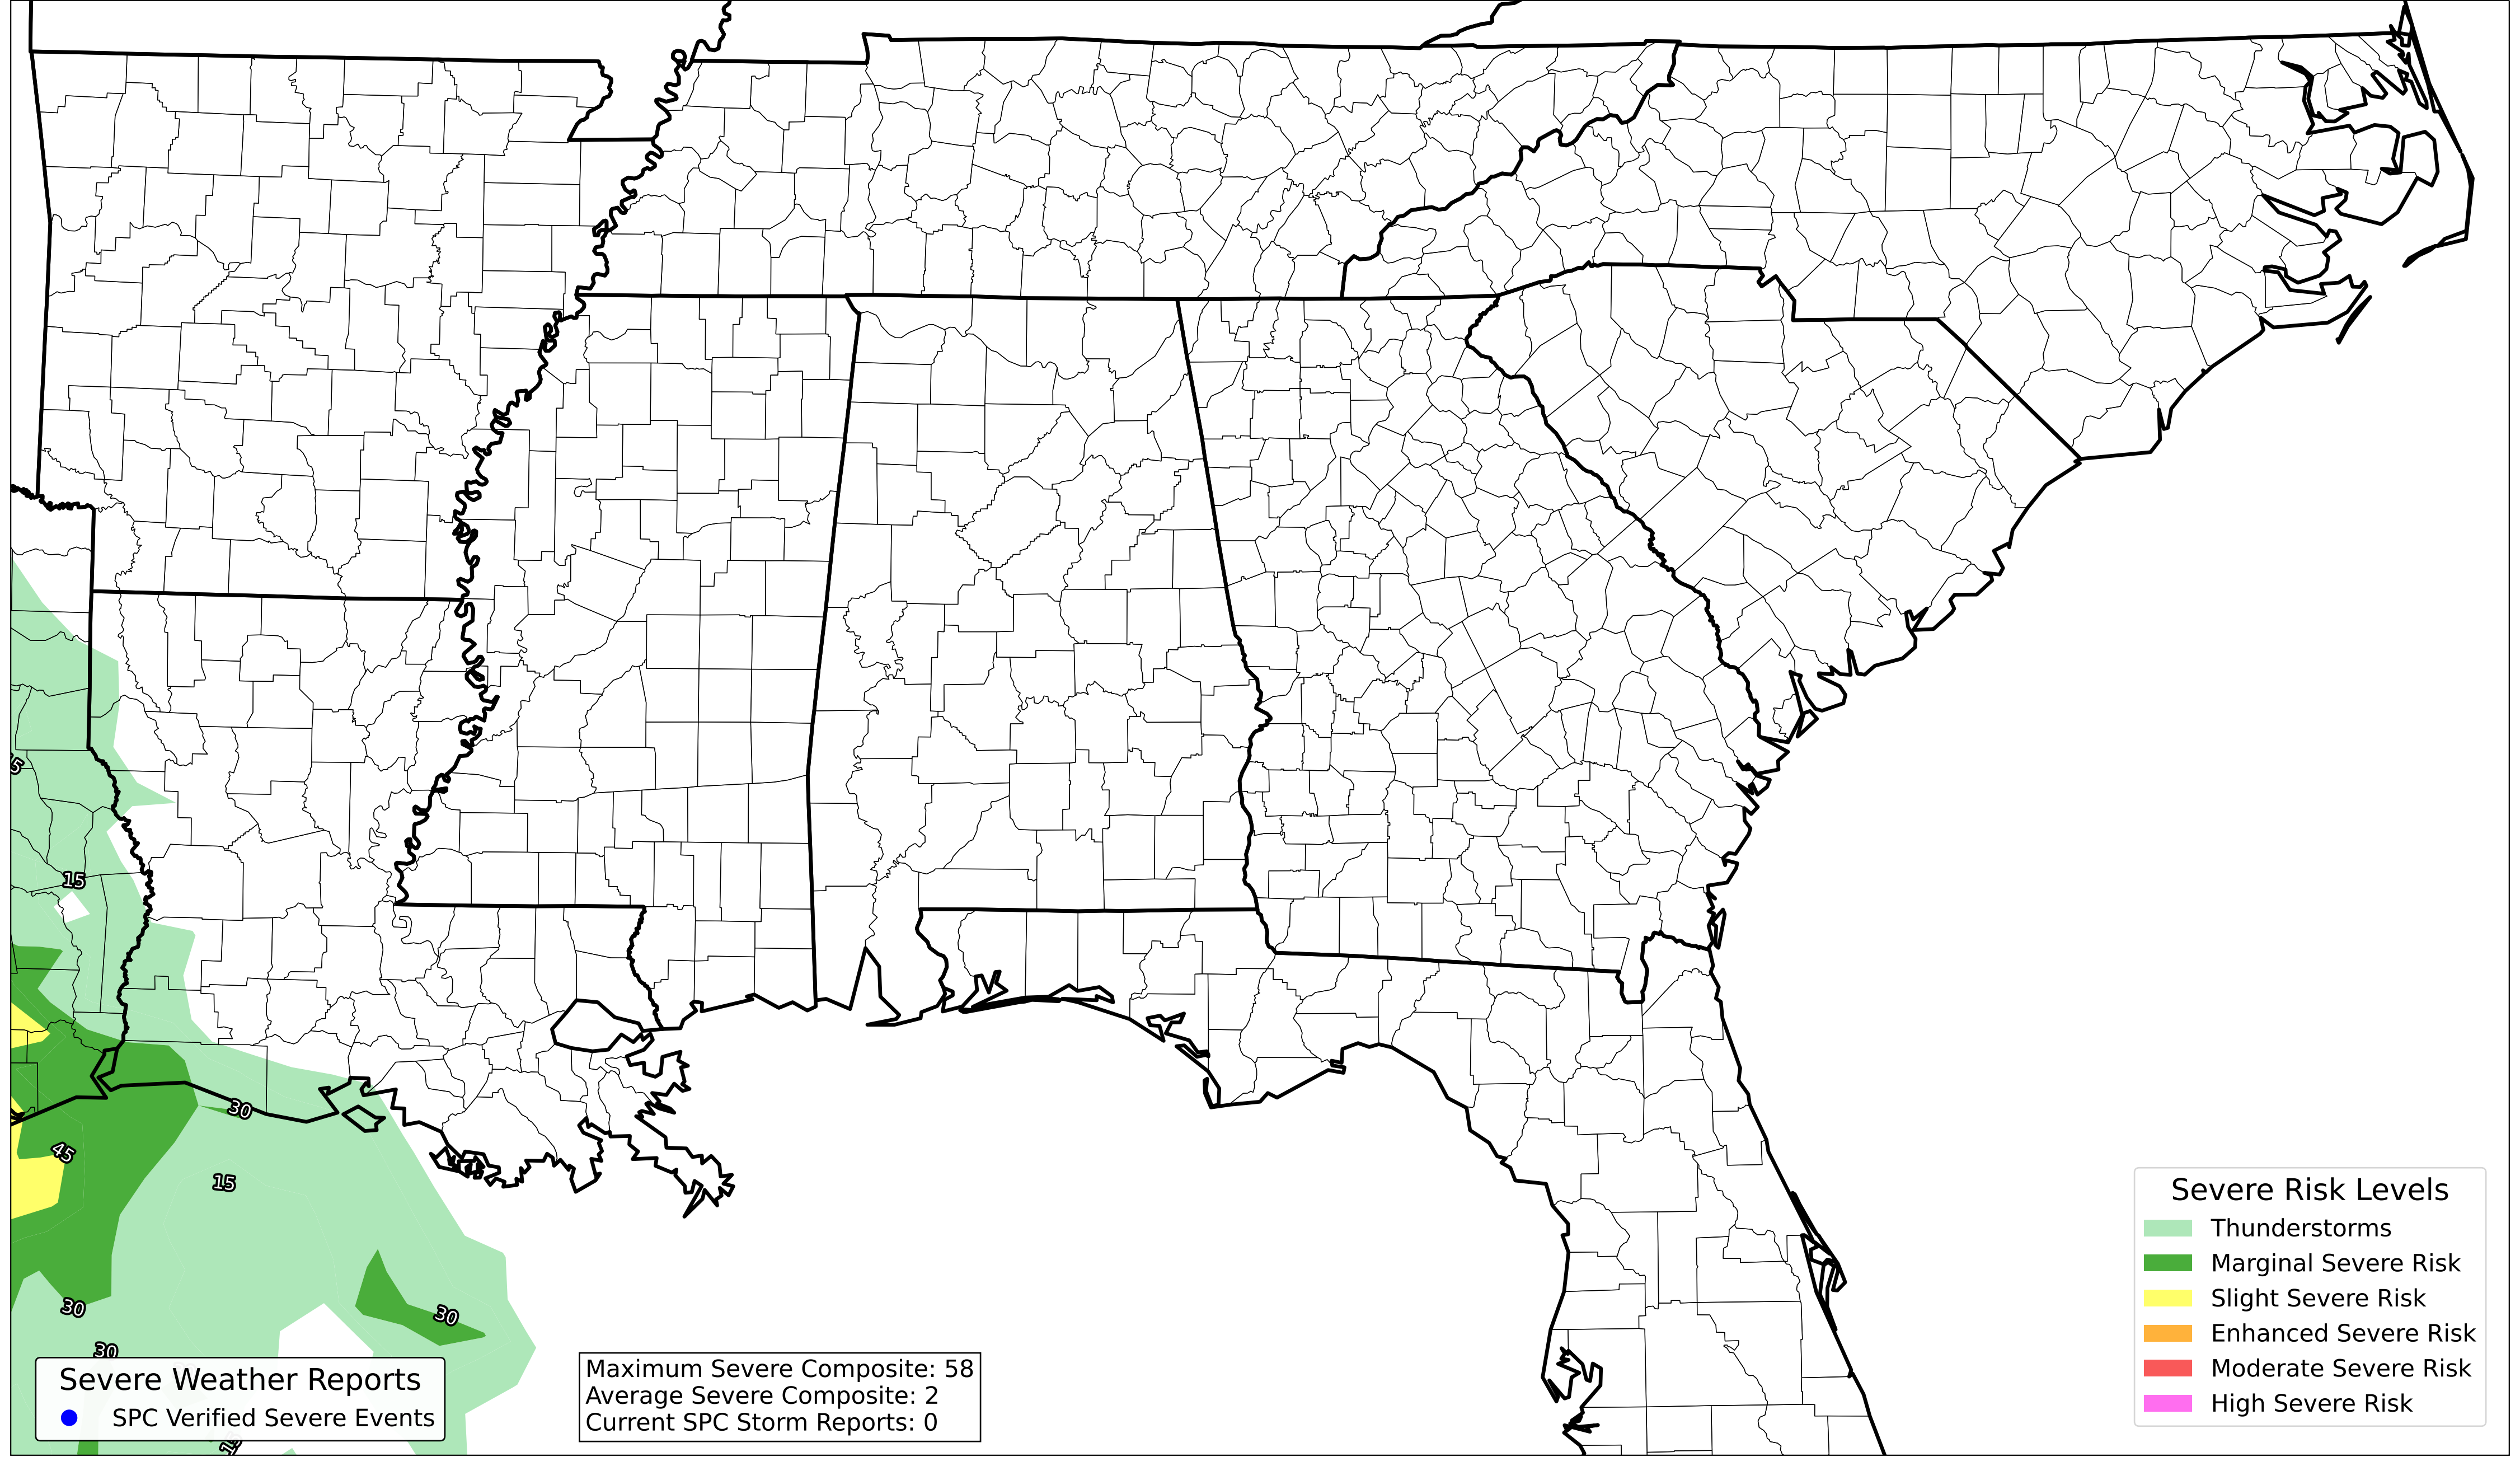 15
30
45
15
30
30
30
Severe Weather Reports
SPC Verified Severe Events
Maximum Severe Composite: 58
Average Severe Composite: 2
Current SPC Storm Reports: 0
Severe Risk Levels
Thunderstorms
Marginal Severe Risk
Slight Severe Risk
Enhanced Severe Risk
Moderate Severe Risk
High Severe Risk